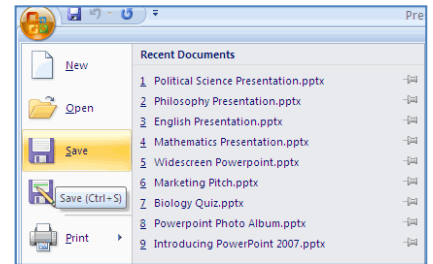 Pre
Recent Documents
New
1 Political Science Presentation.pptx
2 Philosophy Presentation.pptx
Open
3 English Presentation.pptx
4 Mathematics Presentation.pptx
Save
5 Widescreen Powerpoint.pptx
6 Marketing Pitch.pptx
Save (Ctrl+S)
7 Biology Quiz.pptx
8 Powerpoint Photo Album.pptx
Print
9 Introducing PowerPoint 2007.pptx